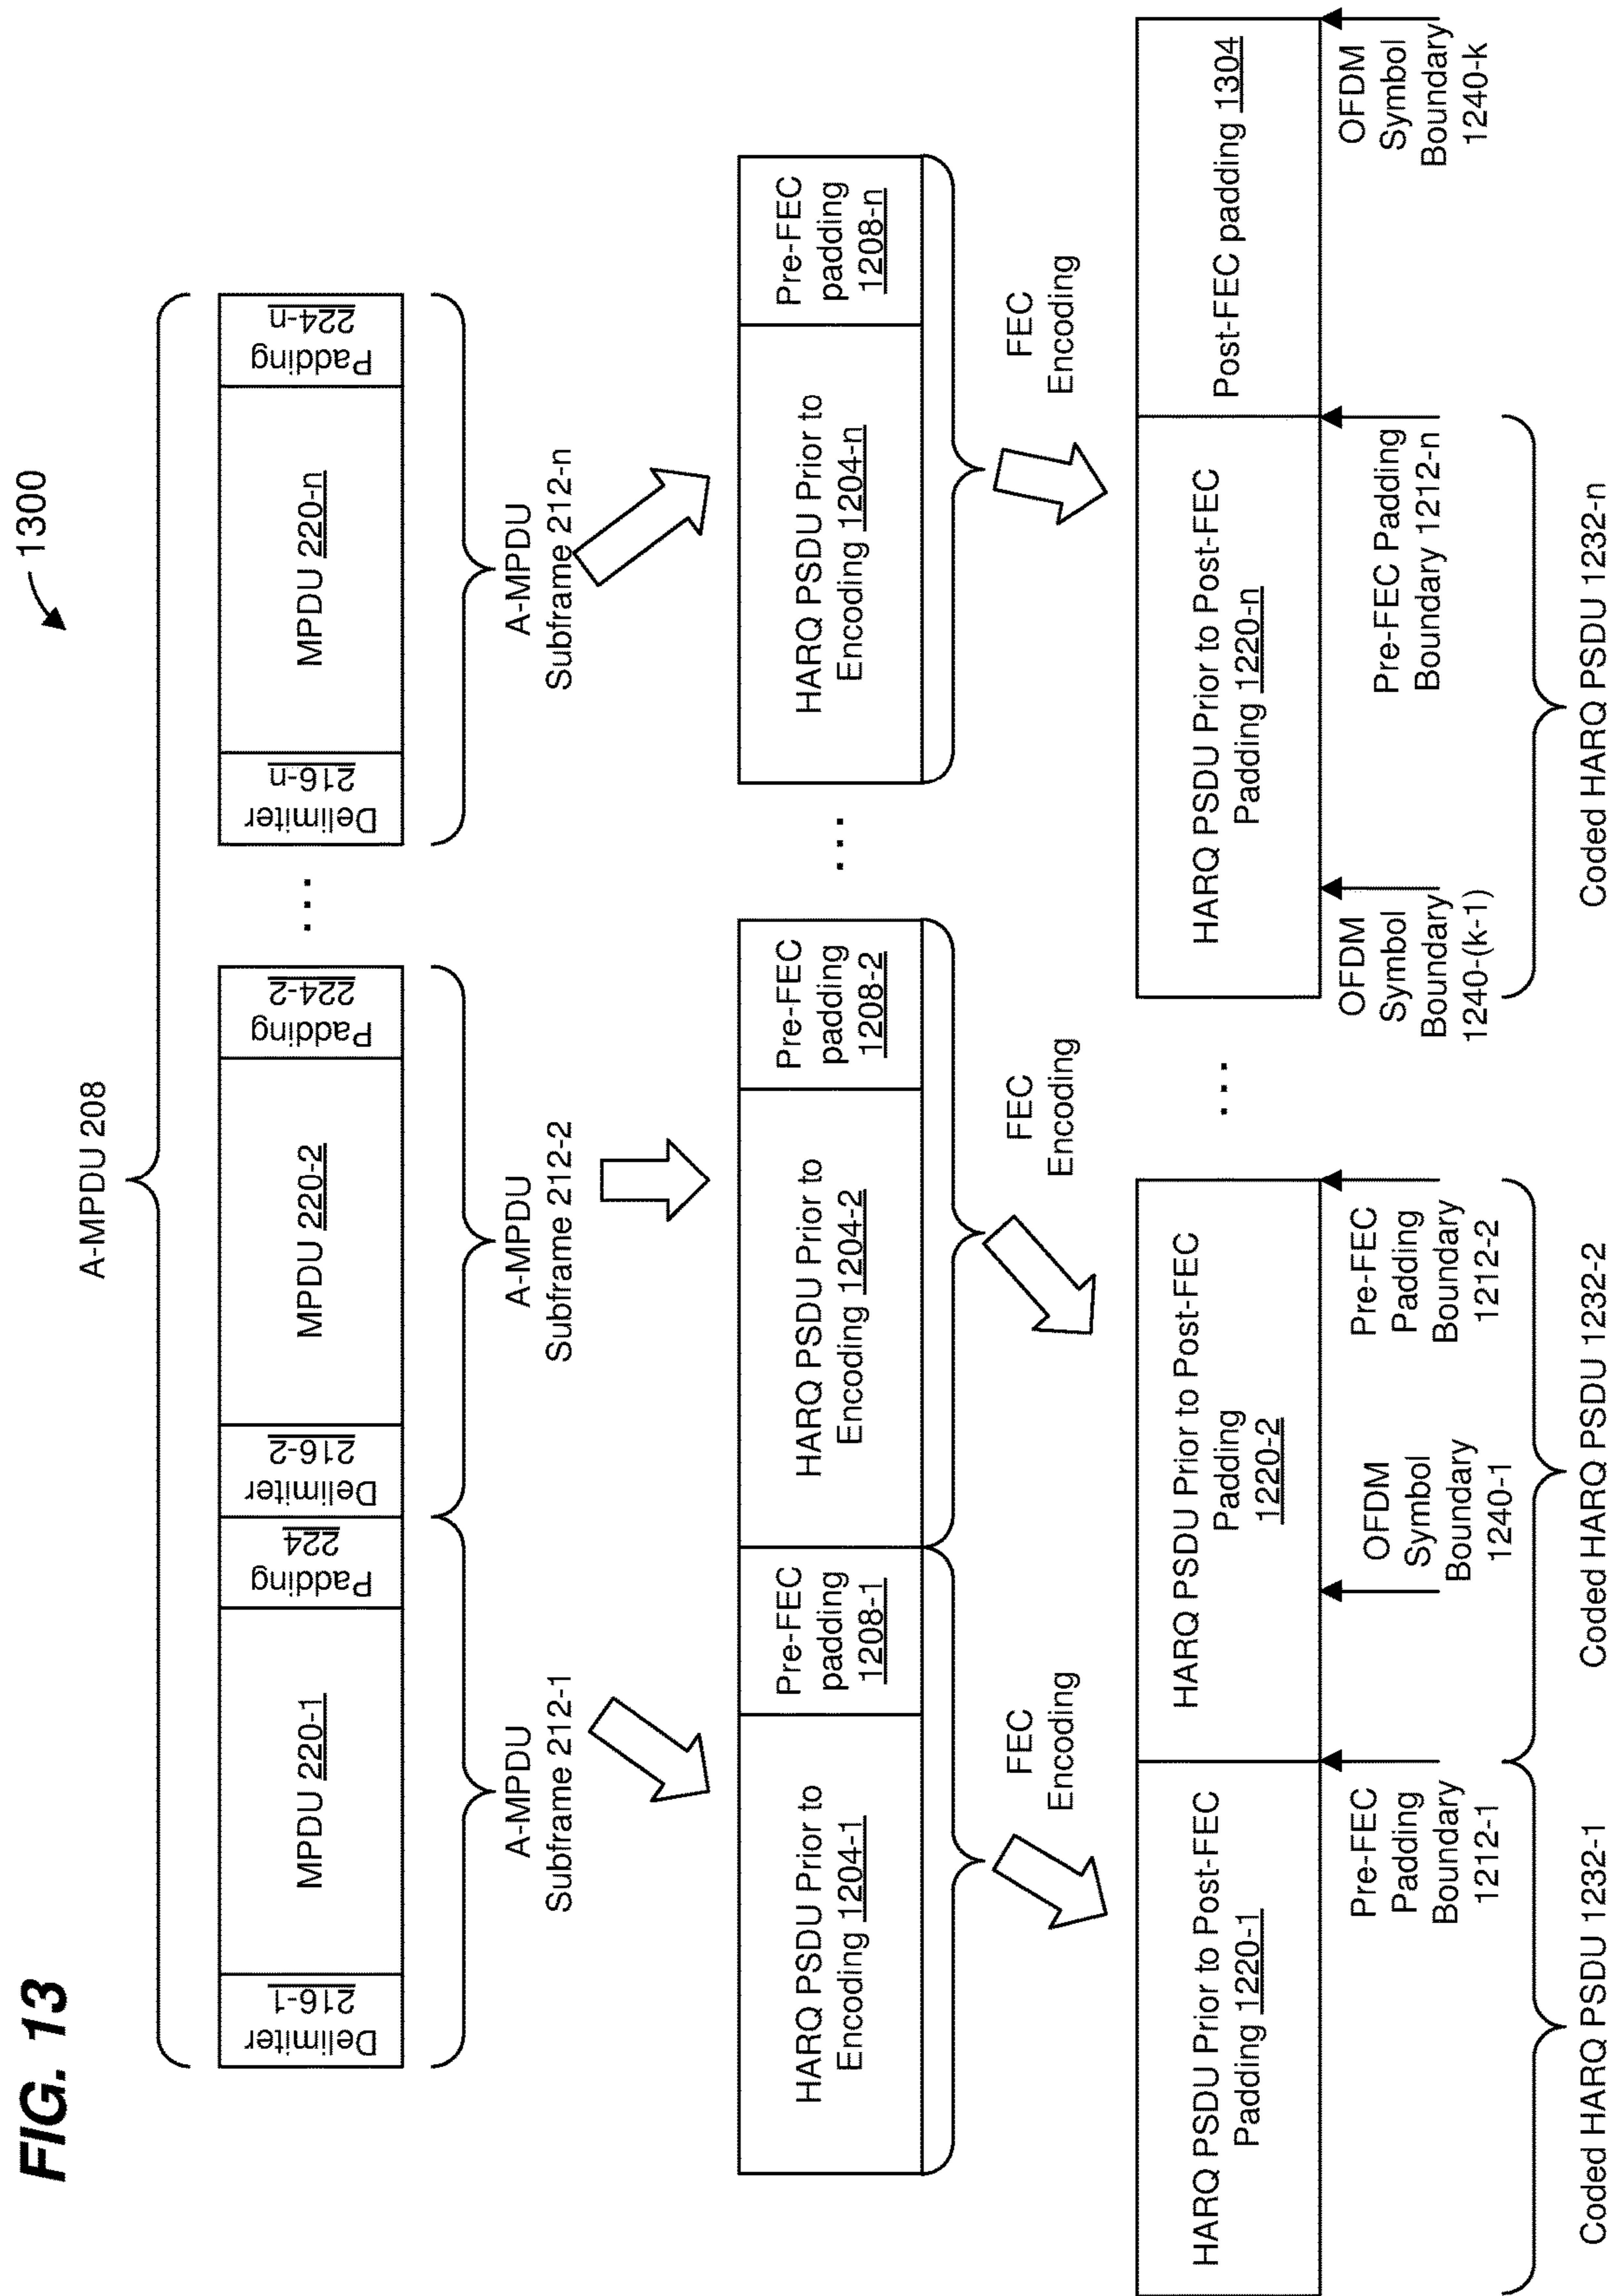 FIG. 13
1300
A-MPDU 208
Delimiter
216-1
MPDU 220-1
Padding
224
Delimiter
216-2
MPDU 220-2
Padding
224-2
...
Delimiter
216-n
MPDU 220-n
Padding
224-n
A-MPDU
Subframe 212-1
A-MPDU
Subframe 212-2
A-MPDU
Subframe 212-n
HARQ PSDU Prior to
Encoding 1204-1
Pre-FEC
padding
1208-1
HARQ PSDU Prior to
Encoding 1204-2
Pre-FEC
padding
1208-2
...
HARQ PSDU Prior to
Encoding 1204-n
Pre-FEC
padding
1208-n
FEC
Encoding
FEC
Encoding
FEC
Encoding
HARQ PSDU Prior to Post-FEC
Padding 1220-1
HARQ PSDU Prior to Post-FEC
Padding
1220-2
...
HARQ PSDU Prior to Post-FEC
Padding 1220-n
Post-FEC padding 1304
Pre-FEC
Padding
Boundary
1212-1
OFDM
Symbol
Boundary
1240-1
Pre-FEC
Padding
Boundary
1212-2
OFDM
Symbol
Boundary
1240-(k-1)
Pre-FEC Padding
Boundary 1212-n
OFDM
Symbol
Boundary
1240-k
Coded HARQ PSDU 1232-1
Coded HARQ PSDU 1232-2
Coded HARQ PSDU 1232-n